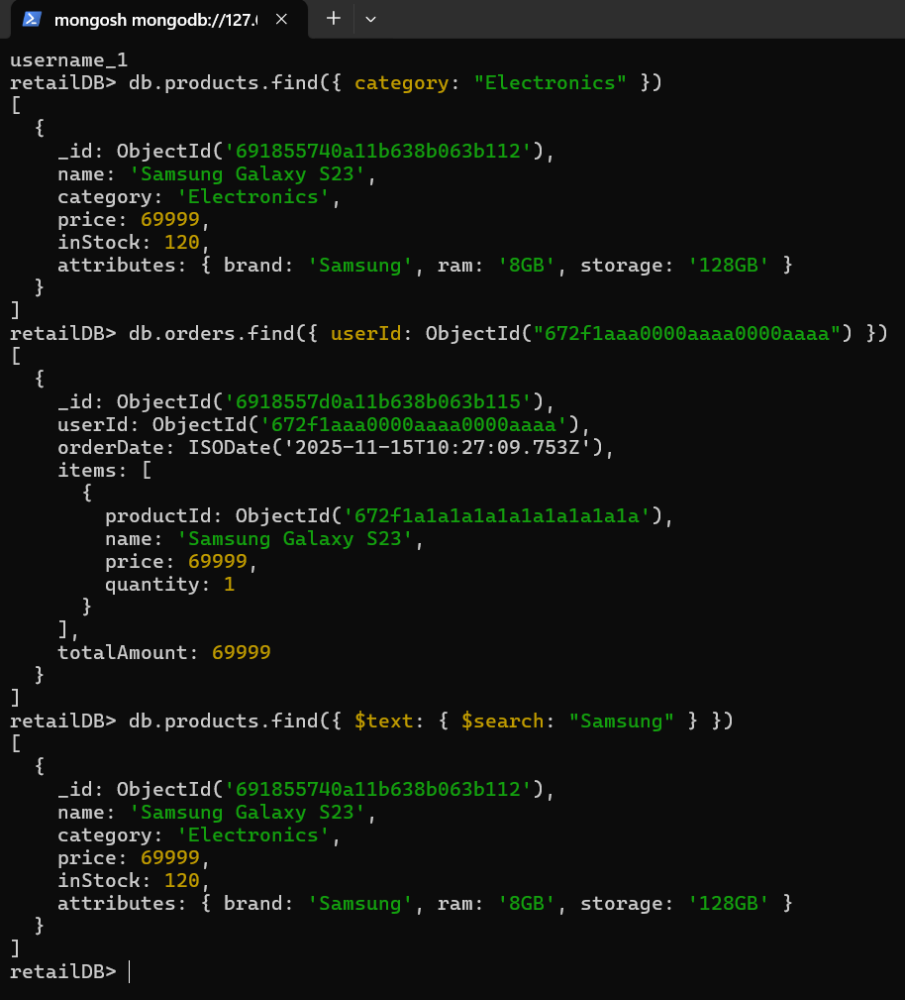 mongosh mongodb://127.(
username_1
retailDB> db.products.find({ category: "Electronics" })
[
  {
    _id: ObjectId('691855740a11b638b063b112'),
    name: 'Samsung Galaxy S23',
    category: 'Electronics',
    price: 69999,
    inStock: 120,
    attributes: { brand: 'Samsung', ram: '8GB', storage: '128GB' }
  }
]
retailDB> db.orders.find({ userId: ObjectId("672f1aaa0000aaaa0000aaaa") })
[
  {
    _id: ObjectId('6918557d0a11b638b063b115'),
    userId: ObjectId('672f1aaa0000aaaa0000aaaa'),
    orderDate: ISODate('2025-11-15T10:27:09.753Z'),
    items: [
      {
        productId: ObjectId('672f1a1a1a1a1a1a1a1a1a1a'),
        name: 'Samsung Galaxy S23',
        price: 69999,
        quantity: 1
      }
    ],
    totalAmount: 69999
  }
]
retailDB> db.products.find({ $text: { $search: "Samsung" } })
[
  {
    _id: ObjectId('691855740a11b638b063b112'),
    name: 'Samsung Galaxy S23',
    category: 'Electronics',
    price: 69999,
    inStock: 120,
    attributes: { brand: 'Samsung', ram: '8GB', storage: '128GB' }
  }
]
retailDB>